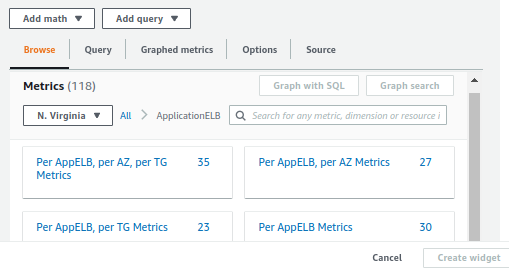 Add math ▼ Add query ▼
Browse Query Graphed metrics Options Source
Metrics (118) Graph with SQL Graph search
N. Virginia ▼ All > ApplicationELB Search for any metric, dimension or resource i
Per AppELB, per AZ, per TG 35 Per AppELB, per AZ Metrics 27
Metrics
Per AppELB, per TG Metrics 23 Per AppELB Metrics 30
Cancel Create widget